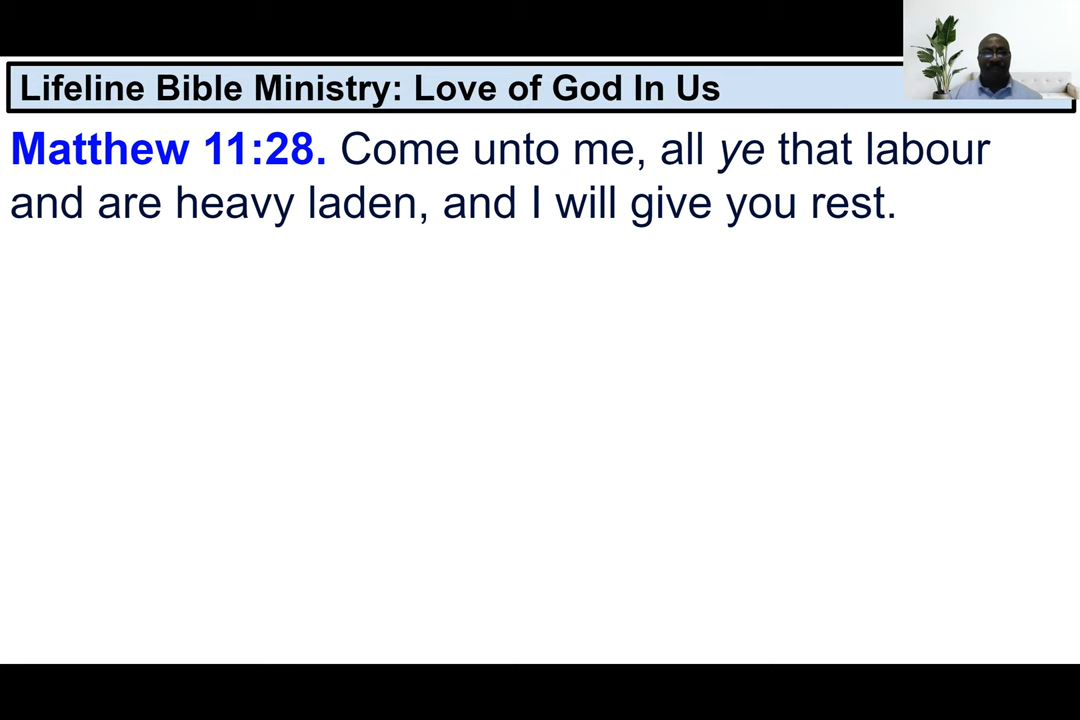 Lifeline Bible Ministry: Love of God In Us
Matthew 11:28. Come unto me, all ye that labour
and are heavy laden, and I will give you rest.